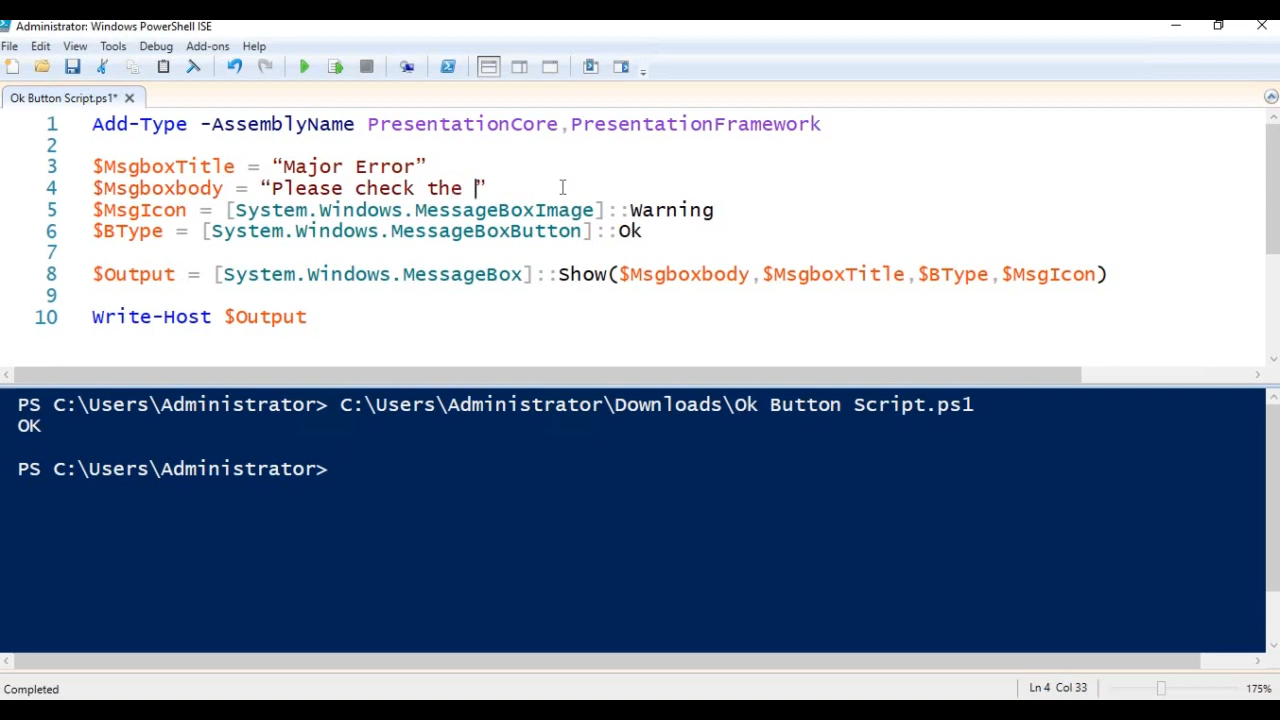 Administrator: Windows PowerShell ISE
File Edit View Tools Debug Add-ons Help
Ok Button Script.ps1*
1 Add-Type -AssemblyName PresentationCore,PresentationFramework
2
3 $MsgboxTitle = “Major Error”
4 $Msgboxbody = “Please check the ”
5 $MsgIcon = [System.Windows.MessageBoxImage]::Warning
6 $BType = [System.Windows.MessageBoxButton]::Ok
7
8 $Output = [System.Windows.MessageBox]::Show($Msgboxbody,$MsgboxTitle,$BType,$MsgIcon)
9
10 Write-Host $Output
PS C:\Users\Administrator> C:\Users\Administrator\Downloads\Ok Button Script.ps1
OK
PS C:\Users\Administrator>
Completed Ln 4 Col 33 175%